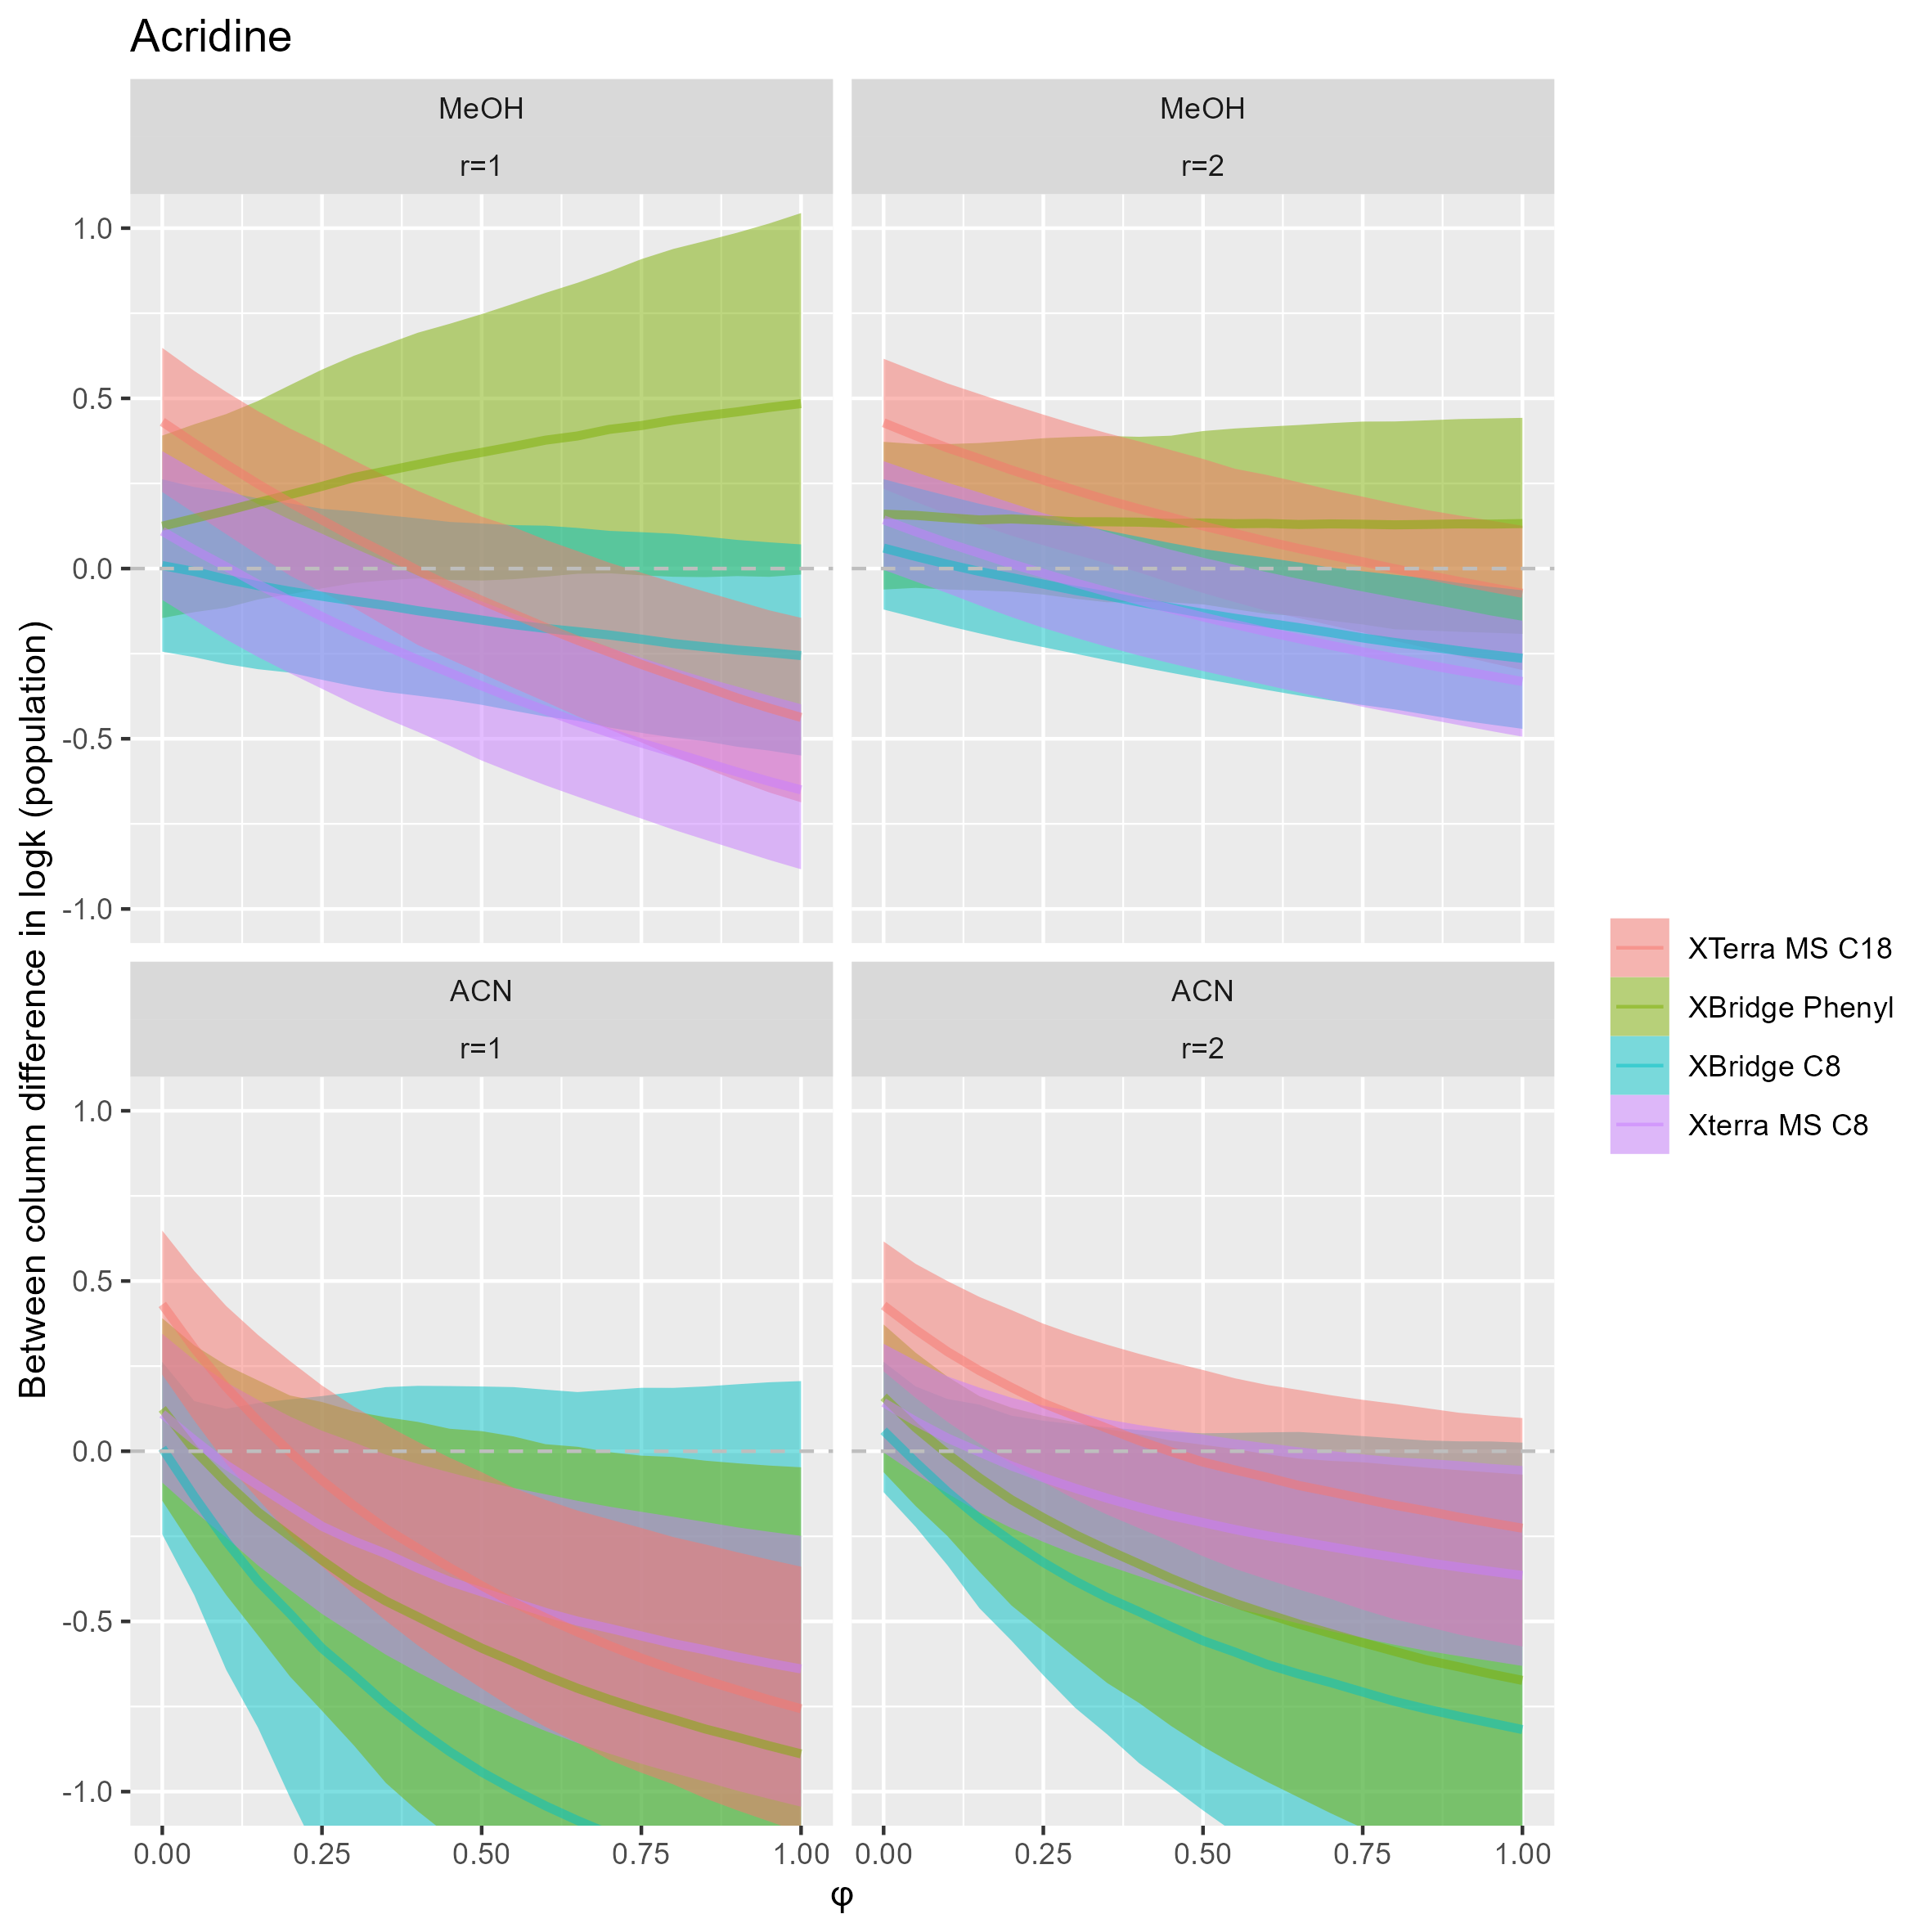 Acridine
MeOH
r=1
MeOH
r=2
1.0
0.5
0.0
-0.5
-1.0
ACN
r=1
ACN
r=2
1.0
0.5
0.0
-0.5
-1.0
0.00 0.25 0.50 0.75 1.00
0.00 0.25 0.50 0.75 1.00
φ
Between column difference in logk (population)
XTerra MS C18
XBridge Phenyl
XBridge C8
Xterra MS C8